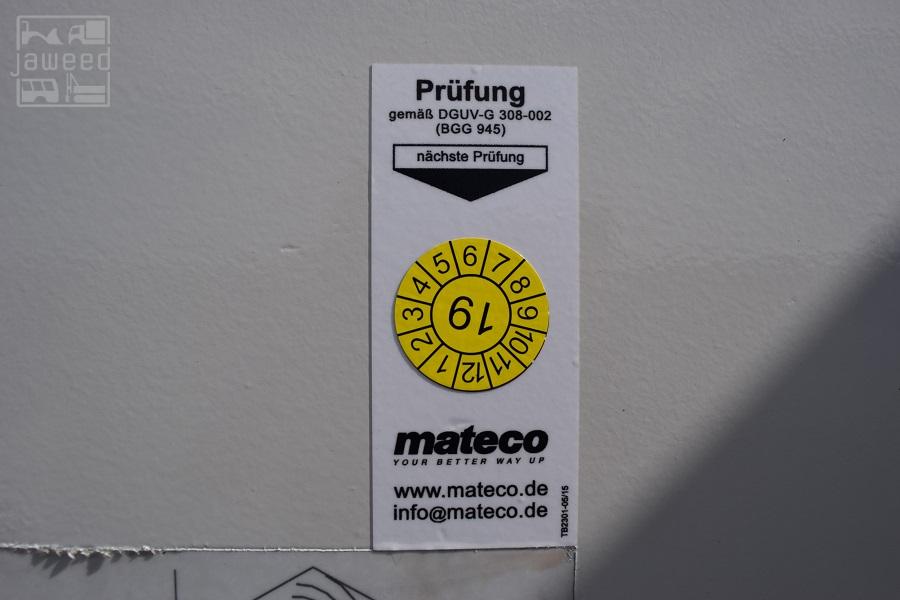 jaweed
Prüfung
gemäß DGUV-G 308-002
(BGG 945)
nächste Prüfung
1 2 3 4 5 6 7 8 9 10 11 12
19
mateco
YOUR BETTER WAY UP
www.mateco.de
info@mateco.de
TB2301-05/15